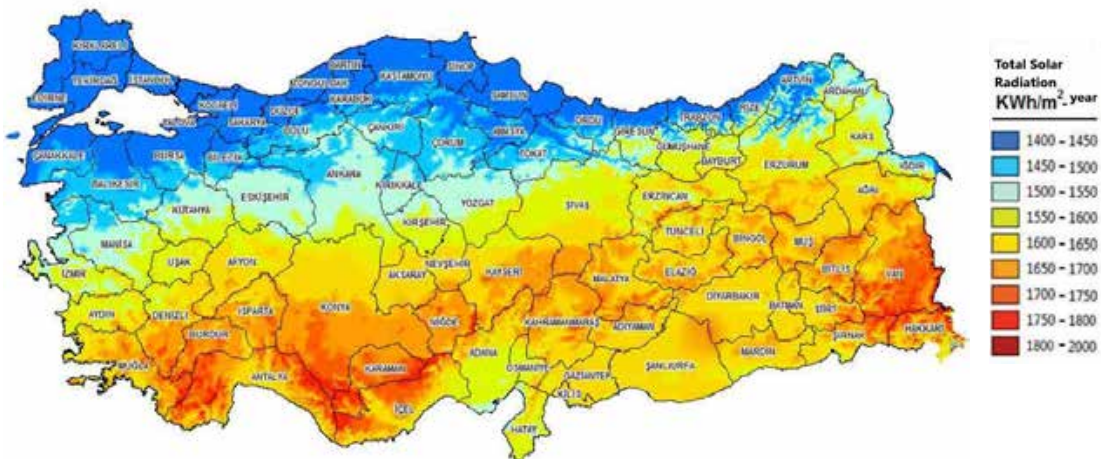 KIRKLARELİ
TEKİRDAĞ
İSTANBUL
EDİRNE
KOCAELİ
YALOVA
SAKARYA
DÜZCE
ZONGULDAK
BARTIN
KARABÜK
KASTAMONU
SİNOP
SAMSUN
ORDU
GİRESUN
TRABZON
RİZE
ARTVİN
ARDAHAN
KARS
IĞDIR
AĞRI
ERZURUM
BAYBURT
GÜMÜŞHANE
ERZİNCAN
TOKAT
AMASYA
ÇORUM
ÇANKIRI
BOLU
BİLECİK
BURSA
ÇANAKKALE
BALIKESİR
KÜTAHYA
ESKİŞEHİR
ANKARA
KIRIKKALE
YOZGAT
KIRŞEHİR
SİVAS
TUNCELİ
BİNGÖL
MUŞ
BİTLİS
VAN
HAKKARİ
ŞIRNAK
SİİRT
BATMAN
DİYARBAKIR
MARDİN
ELAZIĞ
MALATYA
ADIYAMAN
ŞANLIURFA
GAZİANTEP
KİLİS
HATAY
OSMANİYE
KAHRAMANMARAŞ
ADANA
KAYSERİ
NEVŞEHİR
NİĞDE
AKSARAY
KONYA
KARAMAN
İÇEL
ANTALYA
ISPARTA
BURDUR
AFYON
UŞAK
DENİZLİ
MUĞLA
AYDIN
İZMİR
MANİSA
Total Solar
Radiation
KWh/m²- year
1400 - 1450
1450 - 1500
1500 - 1550
1550 - 1600
1600 - 1650
1650 - 1700
1700 - 1750
1750 - 1800
1800 - 2000